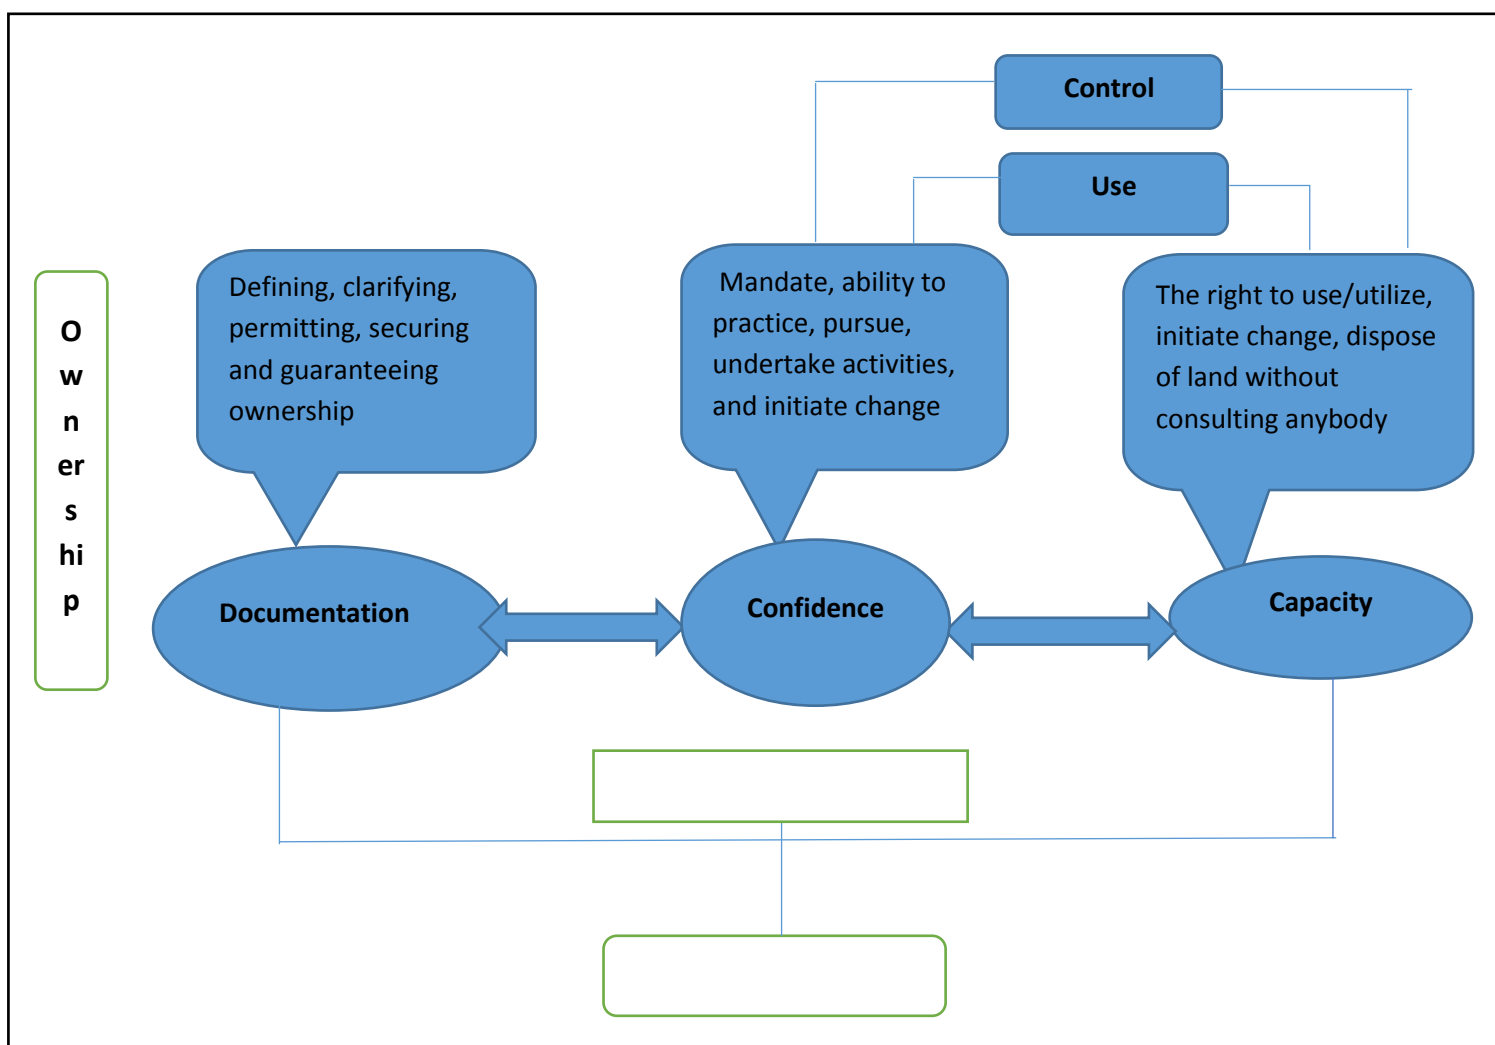 Control
Use
O
w
n
er
s
hi
p
Defining, clarifying,
permitting, securing
and guaranteeing
ownership
Mandate, ability to
practice, pursue,
undertake activities,
and initiate change
The right to use/utilize,
initiate change, dispose
of land without
consulting anybody
Documentation
Confidence
Capacity